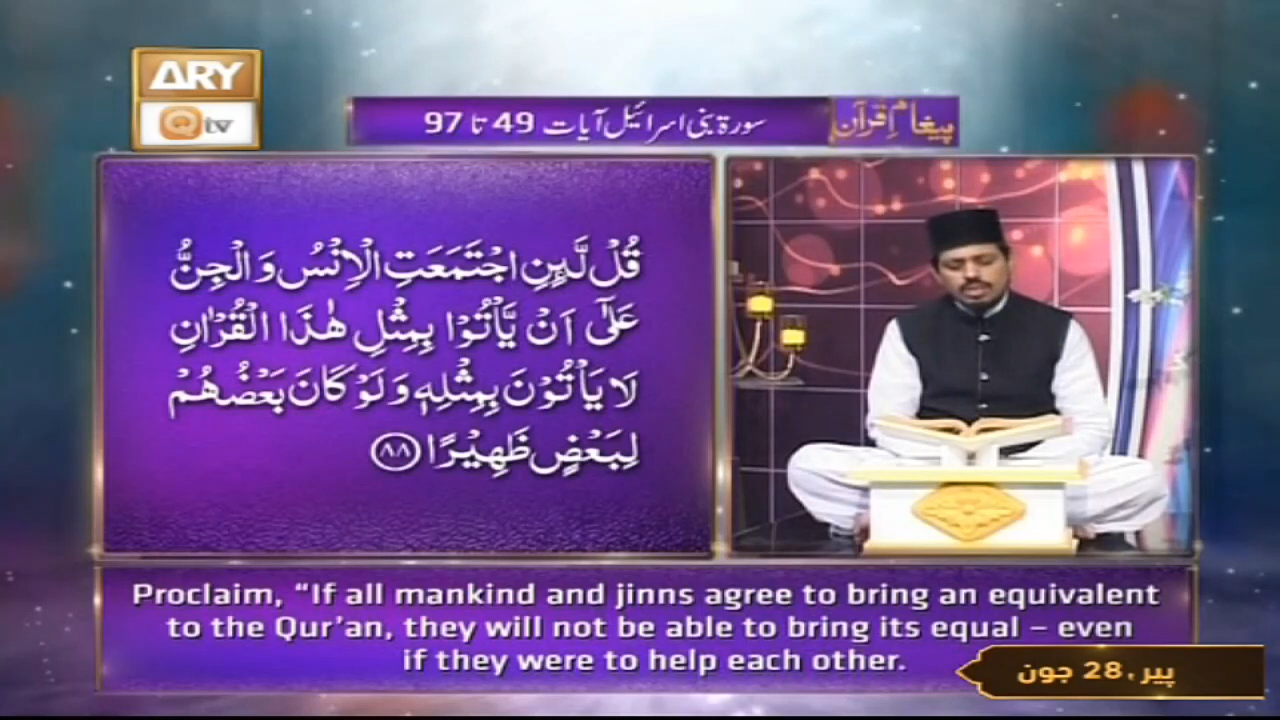 ARY
Qtv
پیغامِ قرآن
سورۃ بنی اسرائیل آیات 49 تا 97
قُلْ لَّىِٕنِ اجْتَمَعَتِ الْاِنْسُ وَ الْجِنُّ
عَلٰۤى اَنْ یَّاْتُوْا بِمِثْلِ هٰذَا الْقُرْاٰنِ
لَا یَاْتُوْنَ بِمِثْلِهٖ وَ لَوْ كَانَ بَعْضُهُمْ
لِبَعْضٍ ظَهِیْرًا ﴿۸۸﴾
Proclaim, “If all mankind and jinns agree to bring an equivalent
to the Qur’an, they will not be able to bring its equal – even
if they were to help each other.
پیر، 28 جون